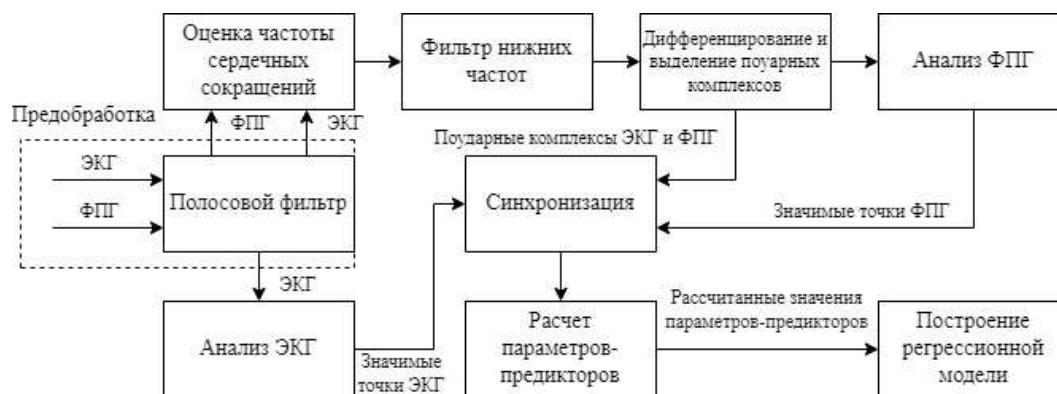 Оценка частоты
сердечных
сокращений
Фильтр нижних
частот
Дифференцирование и
выделение поуарных
комплексов
Анализ ФПГ
Предобработка
ФПГ
ЭКГ
Поударные комплексы ЭКГ и ФПГ
ЭКГ
ФПГ
Полосовой фильтр
Синхронизация
Значимые точки ФПГ
ЭКГ
Анализ ЭКГ
Значимые
точки ЭКГ
Расчет
параметров-
предикторов
Рассчитанные значения
параметров-предикторов
Построение
регрессионной
модели